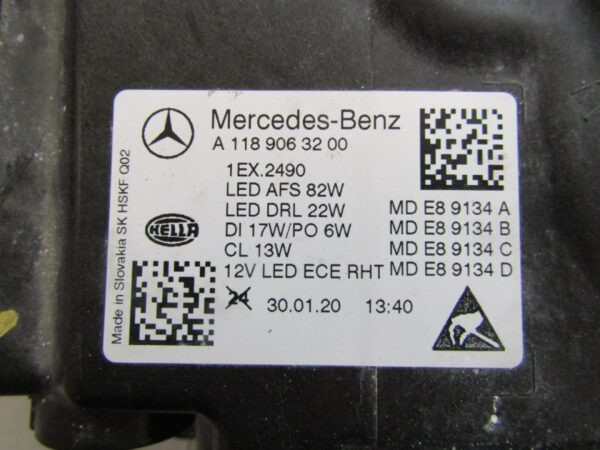 Mercedes-Benz
A 118 906 32 00
1EX.2490
LED AFS 82W
LED DRL 22W MD E8 9134 A
DI 17W/PO 6W MD E8 9134 B
CL 13W MD E8 9134 C
12V LED ECE RHT MD E8 9134 D
24 30.01.20 13:40
HELLA
Made in Slovakia SK HSKF Q02